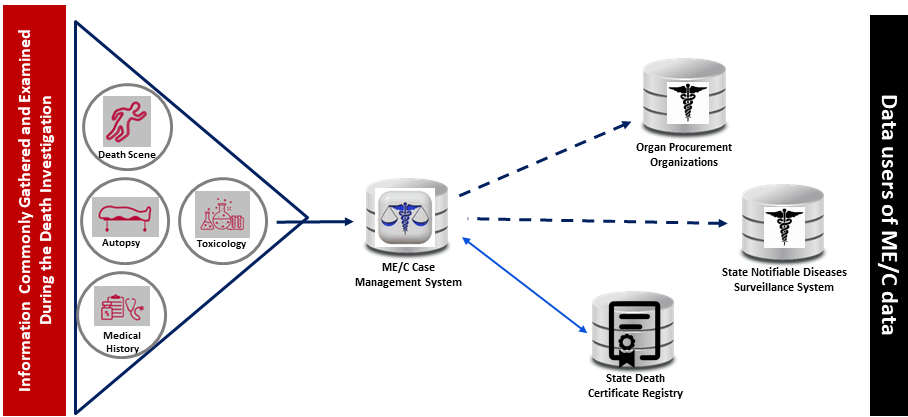 Information Commonly Gathered and Examined
During the Death Investigation
Death Scene
Autopsy
Toxicology
Medical
History
ME/C Case
Management System
Organ Procurement
Organizations
State Notifiable Diseases
Surveillance System
State Death
Certificate Registry
Data users of ME/C data